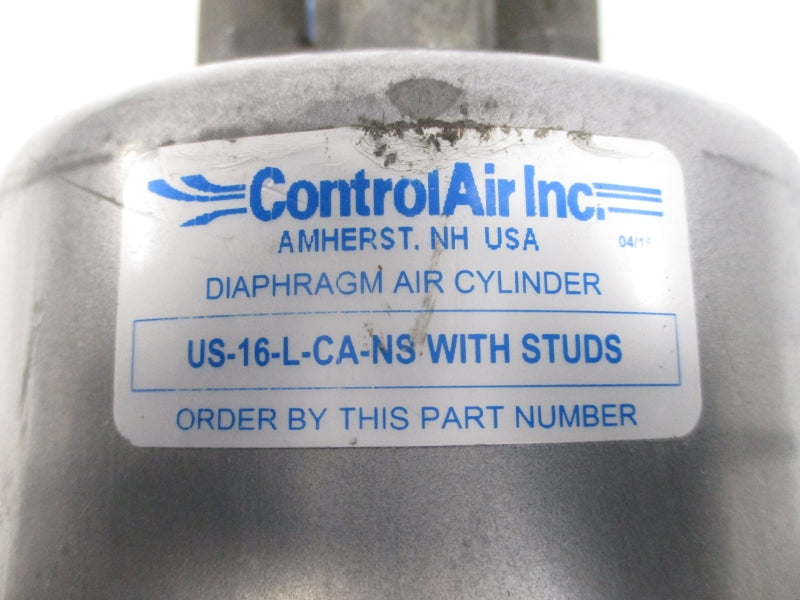 ControlAir Inc.
AMHERST, NH USA
DIAPHRAGM AIR CYLINDER
US-16-L-CA-NS WITH STUDS
ORDER BY THIS PART NUMBER